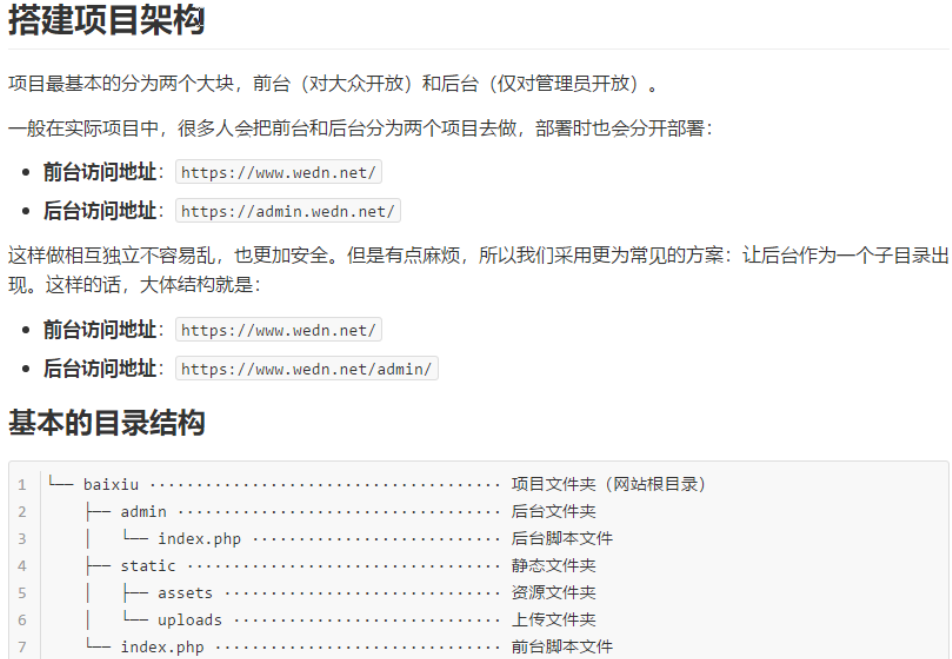 搭建项目架构
项目最基本的分为两个大块，前台（对大众开放）和后台（仅对管理员开放）。
一般在实际项目中，很多人会把前台和后台分为两个项目去做，部署时也会分开部署：
• 前台访问地址： https://www.wedn.net/
• 后台访问地址： https://admin.wedn.net/
这样做相互独立不容易乱，也更加安全。但是有点麻烦，所以我们采用更为常见的方案：让后台作为一个子目录出
现。这样的话，大体结构就是：
• 前台访问地址： https://www.wedn.net/
• 后台访问地址： https://www.wedn.net/admin/
基本的目录结构
1 └── baixiu ······································ 项目文件夹（网站根目录）
2     ├── admin ··································· 后台文件夹
3     │   └── index.php ··························· 后台脚本文件
4     ├── static ·································· 静态文件夹
5     │   ├── assets ······························ 资源文件夹
6     │   └── uploads ····························· 上传文件夹
7     └── index.php ······························· 前台脚本文件